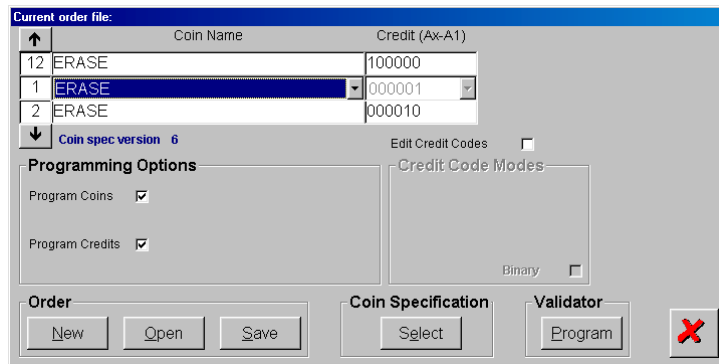 Current order file:
Coin Name Credit (Ax-A1)
12 ERASE 100000
1 ERASE 000001
2 ERASE 000010
Coin spec version 6
Edit Credit Codes
Programming Options Credit Code Modes
Program Coins
Program Credits
Binary
Order Coin Specification Validator
New Open Save Select Program